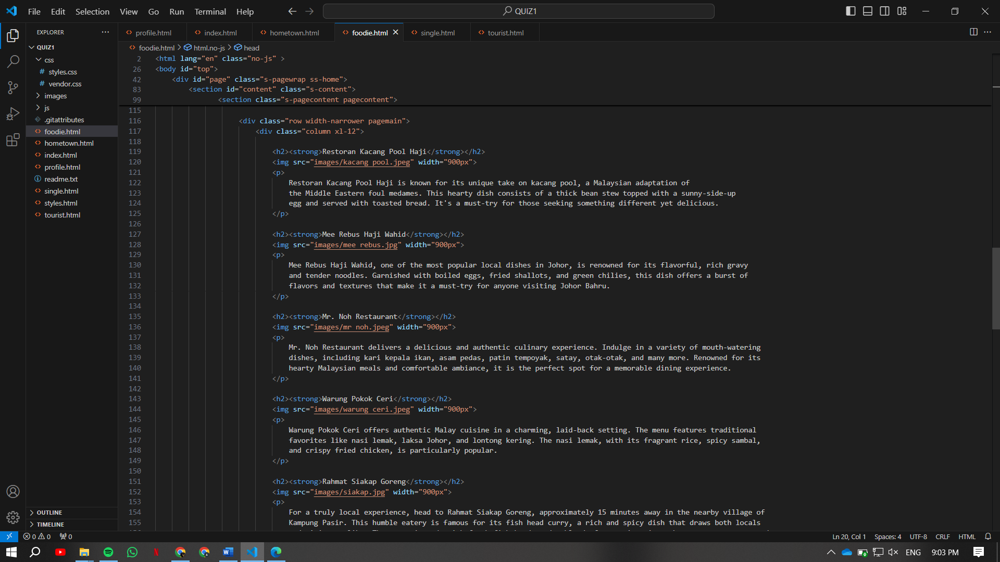 File Edit Selection View Go Run Terminal Help
QUIZ1
EXPLORER
QUIZ1
css
# styles.css
# vendor.css
images
js
.gitattributes
foodie.html
hometown.html
index.html
profile.html
readme.txt
single.html
styles.html
tourist.html
OUTLINE
TIMELINE
profile.html index.html hometown.html foodie.html single.html tourist.html
foodie.html > html.no-js > head
2 <html lang="en" class="no-js" >
26 <body id="top">
42 <div id="page" class="s-pagewrap ss-home">
83 <section id="content" class="s-content">
99 <section class="s-pagecontent pagecontent">
115
116 <div class="row width-narrower pagemain">
117 <div class="column xl-12">
118
119 <h2><strong>Restoran Kacang Pool Haji</strong></h2>
120 <img src="images/kacang pool.jpeg" width="900px">
121 <p>
122 Restoran Kacang Pool Haji is known for its unique take on kacang pool, a Malaysian adaptation of
123 the Middle Eastern foul medames. This hearty dish consists of a thick bean stew topped with a sunny-side-up
124 egg and served with toasted bread. It's a must-try for those seeking something different yet delicious.
125 </p>
126
127 <h2><strong>Mee Rebus Haji Wahid</strong></h2>
128 <img src="images/mee rebus.jpg" width="900px">
129 <p>
130 Mee Rebus Haji Wahid, one of the most popular local dishes in Johor, is renowned for its flavorful, rich gravy
131 and tender noodles. Garnished with boiled eggs, fried shallots, and green chilies, this dish offers a burst of
132 flavors and textures that make it a must-try for anyone visiting Johor Bahru.
133 </p>
134
135 <h2><strong>Mr. Noh Restaurant</strong></h2>
136 <img src="images/mr noh.jpeg" width="900px">
137 <p>
138 Mr. Noh Restaurant delivers a delicious and authentic culinary experience. Indulge in a variety of mouth-watering
139 dishes, including kari kepala ikan, asam pedas, patin tempoyak, satay, otak-otak, and many more. Renowned for its
140 hearty Malaysian meals and comfortable ambiance, it is the perfect spot for a memorable dining experience.
141 </p>
142
143 <h2><strong>Warung Pokok Ceri</strong></h2>
144 <img src="images/warung ceri.jpeg" width="900px">
145 <p>
146 Warung Pokok Ceri offers authentic Malay cuisine in a charming, laid-back setting. The menu features traditional
147 favorites like nasi lemak, laksa Johor, and lontong kering. The nasi lemak, with its fragrant rice, spicy sambal,
148 and crispy fried chicken, is particularly popular.
149 </p>
150
151 <h2><strong>Rahmat Siakap Goreng</strong></h2>
152 <img src="images/siakap.jpg" width="900px">
153 <p>
154 For a truly local experience, head to Rahmat Siakap Goreng, approximately 15 minutes away in the nearby village of
155 Kampung Pasir. This humble eatery is famous for its fish head curry, a rich and spicy dish that draws both locals
0 0 0
Ln 20, Col 1 Spaces: 4 UTF-8 CRLF HTML
ENG 9:03 PM